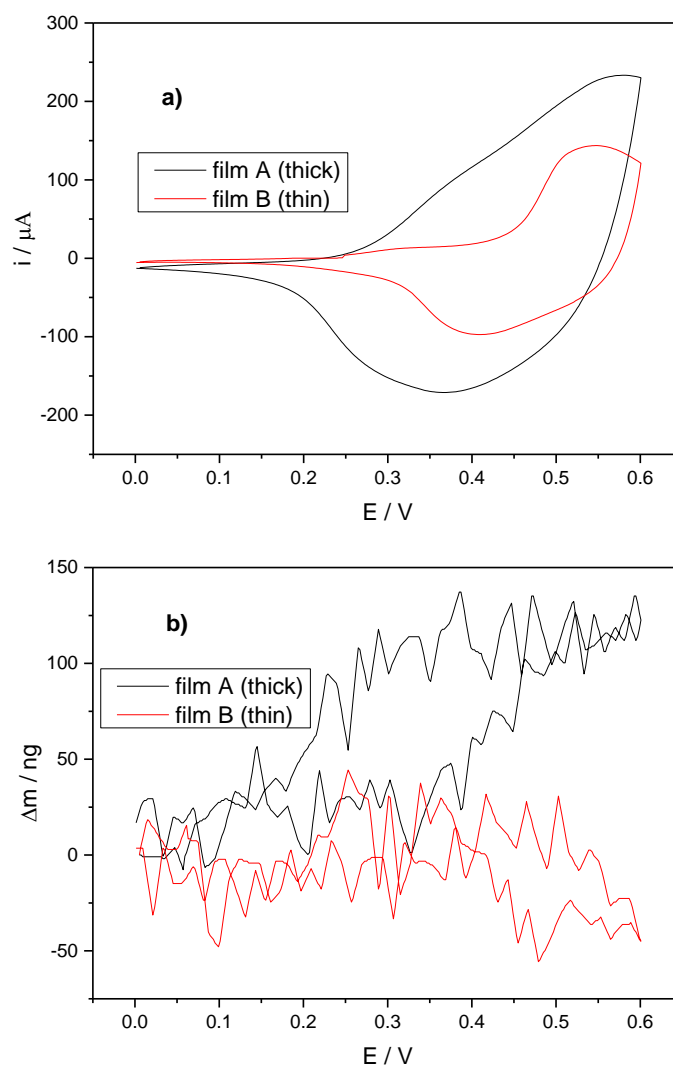 300
200
100
0
-100
-200
i / μA
a)
film A (thick)
film B (thin)
0.0 0.1 0.2 0.3 0.4 0.5 0.6
E / V
150
100
50
0
-50
Δm / ng
b)
film A (thick)
film B (thin)
0.0 0.1 0.2 0.3 0.4 0.5 0.6
E / V